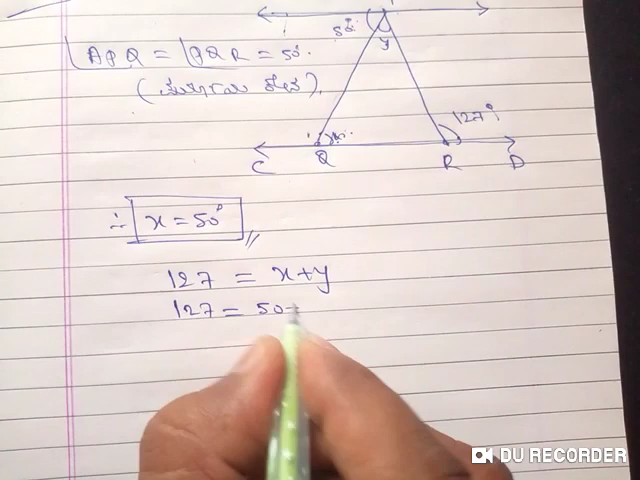 50°
y
∠APQ = ∠PQR = 50°.
127°
C Q R D
∴ x = 50°
127 = x+y
127 = 50+
DU RECORDER